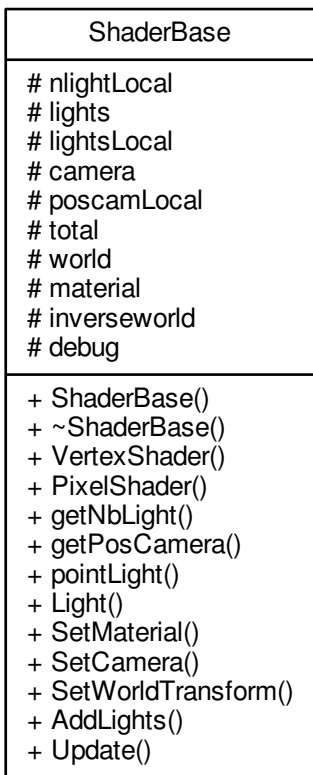 ShaderBase
# nlightLocal
# lights
# lightsLocal
# camera
# poscamLocal
# total
# world
# material
# inverseworld
# debug
+ ShaderBase()
+ ~ShaderBase()
+ VertexShader()
+ PixelShader()
+ getNbLight()
+ getPosCamera()
+ pointLight()
+ Light()
+ SetMaterial()
+ SetCamera()
+ SetWorldTransform()
+ AddLights()
+ Update()